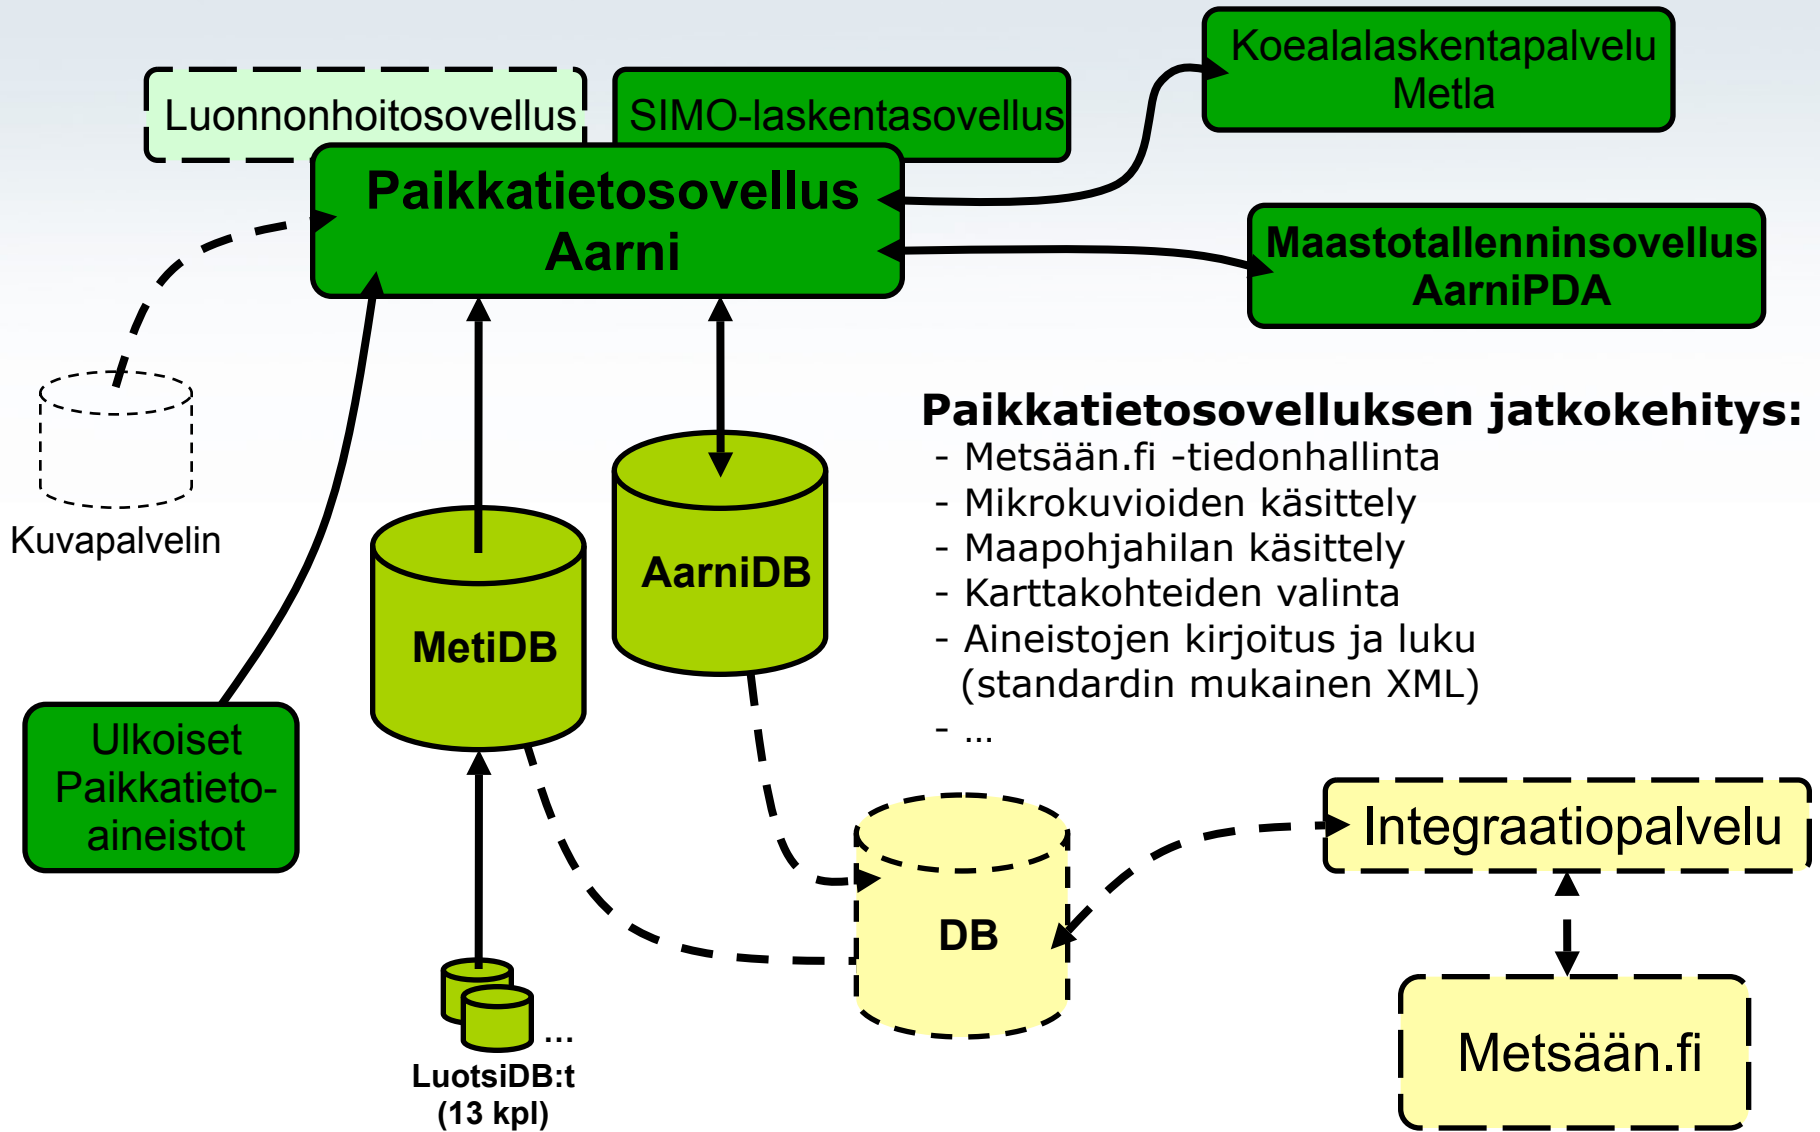 Koealalaskentapalvelu
Metla
Luonnonhoitosovellus
SIMO-laskentasovellus
Paikkatietosovellus
Aarni
Maastotallenninsovellus
AarniPDA
Kuvapalvelin
Paikkatietosovelluksen jatkokehitys:
- Metsään.fi -tiedonhallinta
- Mikrokuvioiden käsittely
- Maapohjahilan käsittely
- Karttakohteiden valinta
- Aineistojen kirjoitus ja luku
(standardin mukainen XML)
- ...
AarniDB
MetiDB
Ulkoiset
Paikkatieto-
aineistot
DB
Integraatiopalvelu
Metsään.fi
...
LuotsiDB:t
(13 kpl)